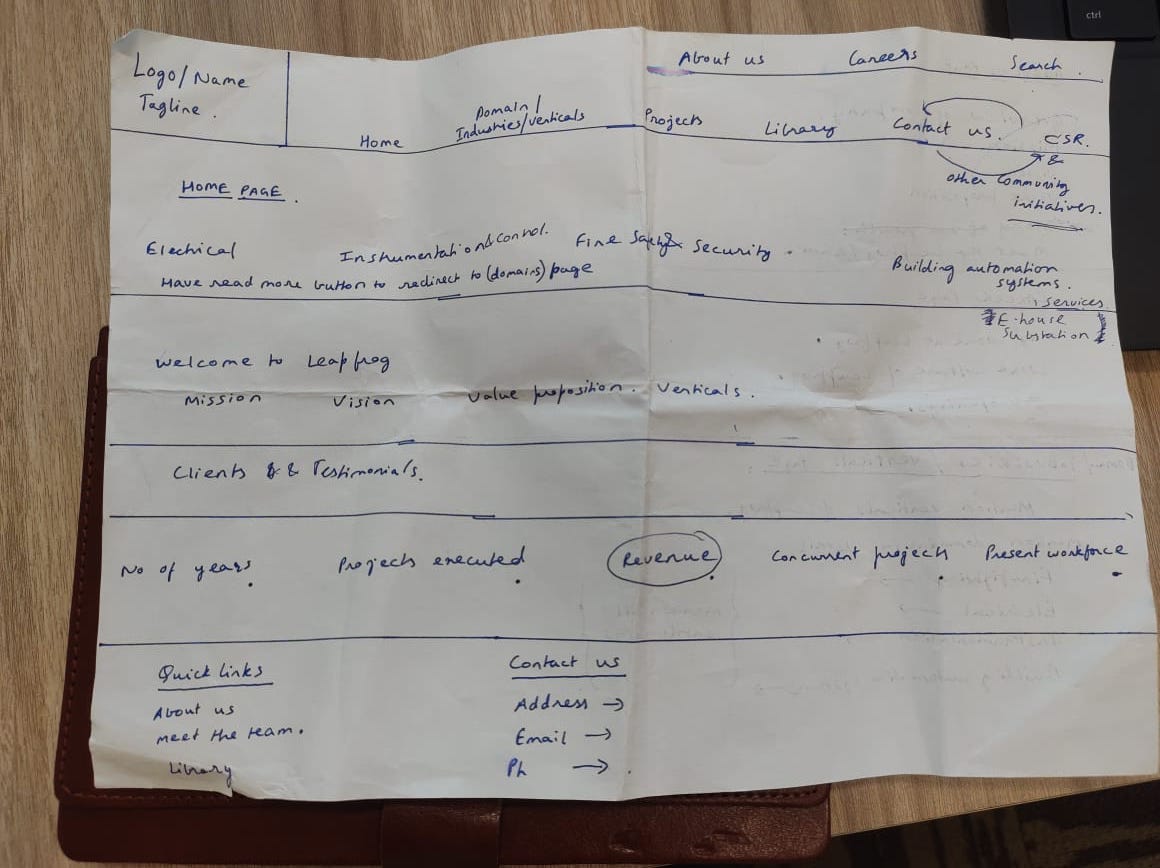 ctrl
About us Careers Search.
Logo/Name
Tagline.
Home Domain/ Industries/verticals Projects Library Contact us. CSR.
&
other Community
initiatives.
HOME PAGE.
Electrical Instrumentation and Control. Fire Safety & Security. Building automation systems.
Have read more button to redirect to (domains) page
services
E-house
Substation
Welcome to Leapfrog
Mission Vision Value proposition. Verticals.
Clients & Testimonials.
No of years Projects executed Revenue Concurrent projects Present workforce
Quick links
About us
meet the team.
Library
Contact us
Address →
Email →
Ph →